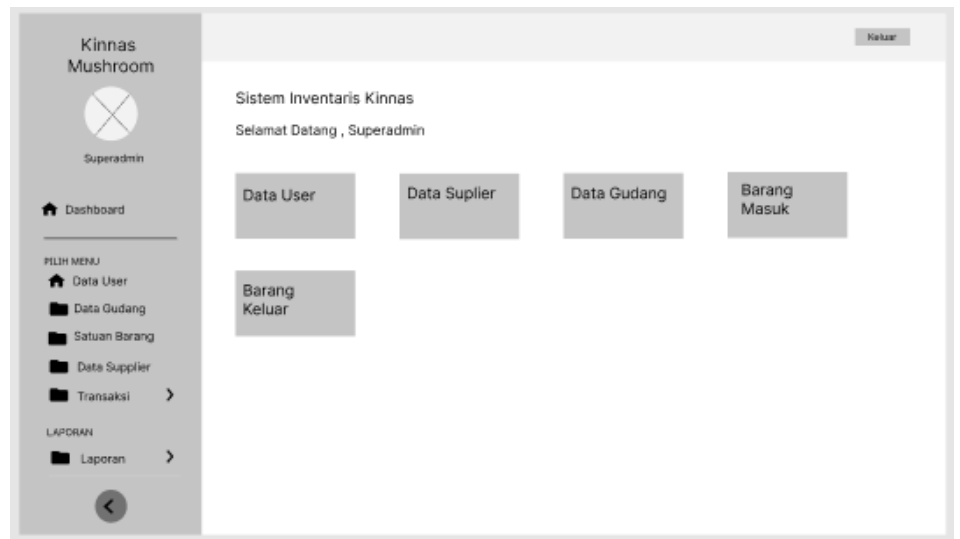 Kinnas
Mushroom
Superadmin
Dashboard
PILIH MENU
Data User
Data Gudang
Satuan Barang
Data Supplier
Transaksi
LAPORAN
Laporan
Keluar
Sistem Inventaris Kinnas
Selamat Datang , Superadmin
Data User
Data Suplier
Data Gudang
Barang
Masuk
Barang
Keluar